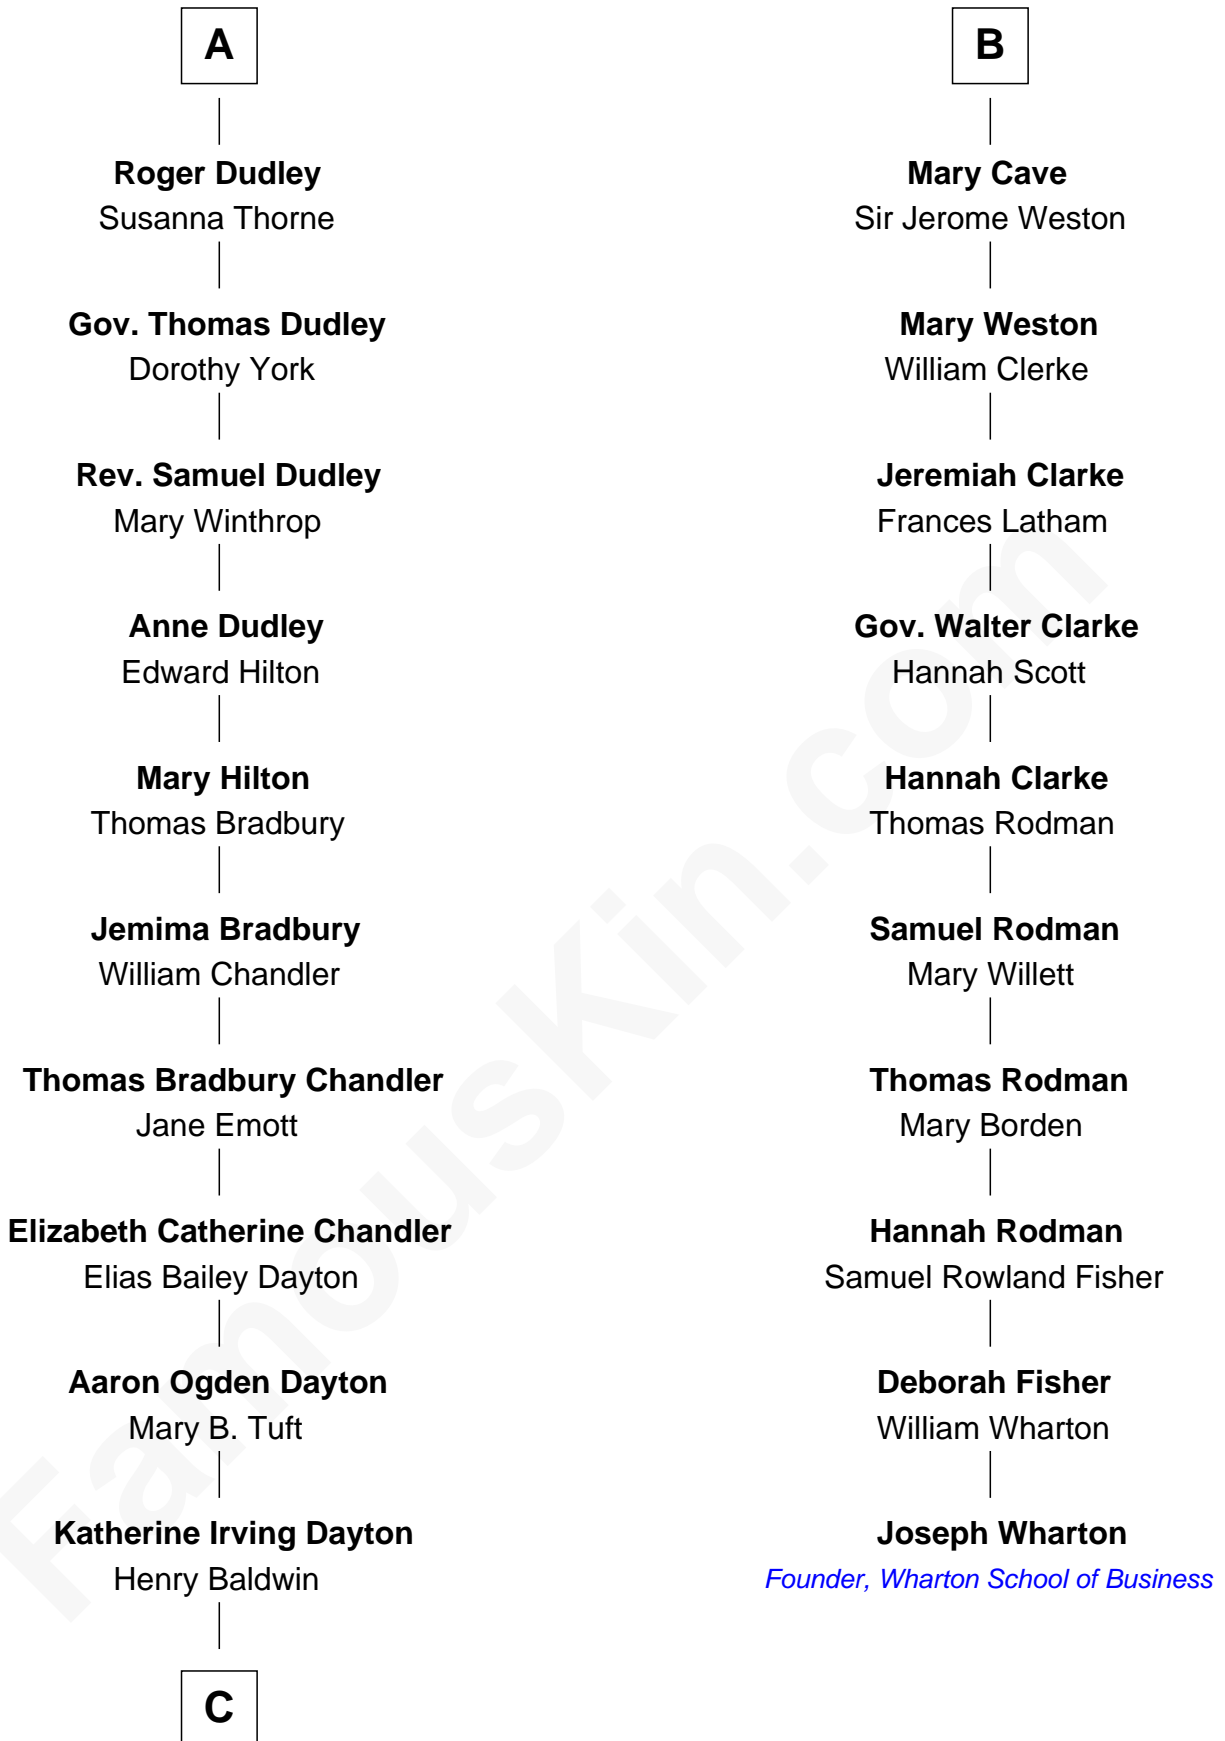 A
Roger Dudley
Susanna Thorne
Gov. Thomas Dudley
Dorothy York
Rev. Samuel Dudley
Mary Winthrop
Anne Dudley
Edward Hilton
Mary Hilton
Thomas Bradbury
Jemima Bradbury
William Chandler
Thomas Bradbury Chandler
Jane Emott
Elizabeth Catherine Chandler
Elias Bailey Dayton
Aaron Ogden Dayton
Mary B. Tuft
Katherine Irving Dayton
Henry Baldwin
C
B
Mary Cave
Sir Jerome Weston
Mary Weston
William Clerke
Jeremiah Clarke
Frances Latham
Gov. Walter Clarke
Hannah Scott
Hannah Clarke
Thomas Rodman
Samuel Rodman
Mary Willett
Thomas Rodman
Mary Borden
Hannah Rodman
Samuel Rowland Fisher
Deborah Fisher
William Wharton
Joseph Wharton
Founder, Wharton School of Business
FamousKin.com